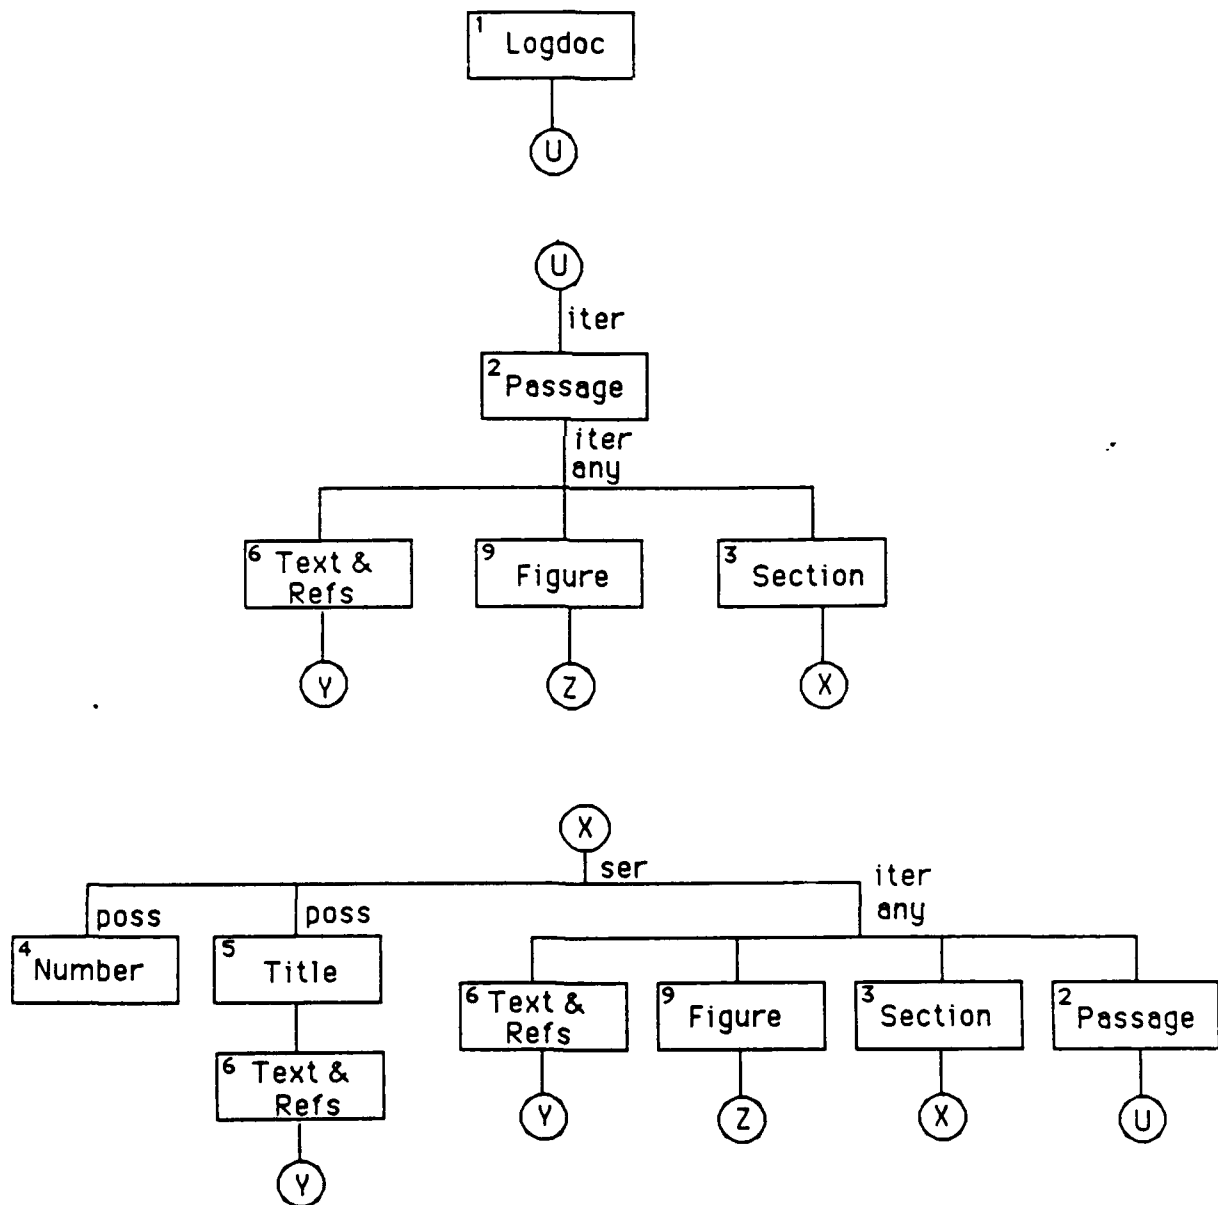 1 Logdoc
U
U
iter
2 Passage
iter
any
6 Text &
Refs
9 Figure
3 Section
Y
Z
X
X
ser
iter
any
poss
poss
4 Number
5 Title
6 Text &
Refs
9 Figure
3 Section
2 Passage
6 Text &
Refs
Y
Z
X
U
Y